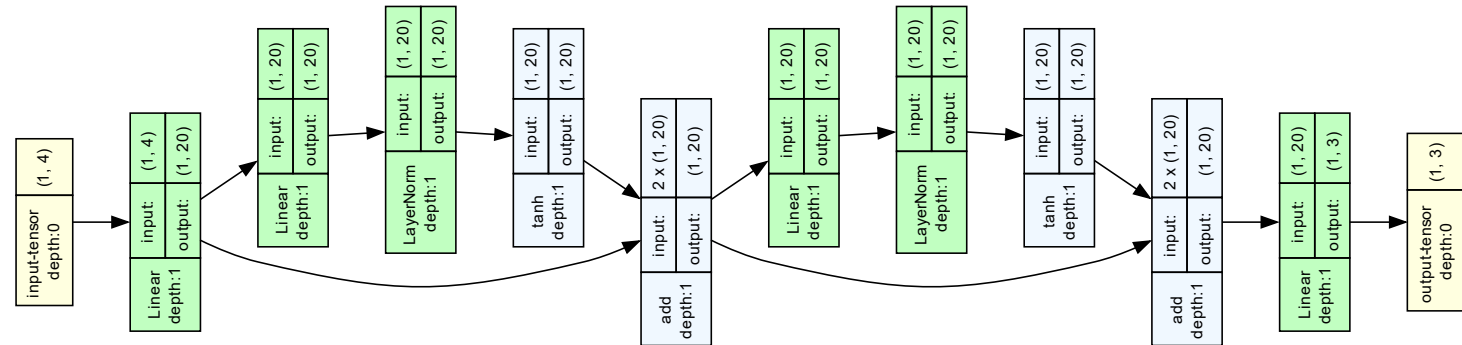 input-tensor
depth:0
(1, 4)
Linear
depth:1
input:
(1, 4)
output:
(1, 20)
Linear
depth:1
input:
(1, 20)
output:
(1, 20)
LayerNorm
depth:1
input:
(1, 20)
output:
(1, 20)
tanh
depth:1
input:
(1, 20)
output:
(1, 20)
add
depth:1
input:
2 x (1, 20)
output:
(1, 20)
Linear
depth:1
input:
(1, 20)
output:
(1, 20)
LayerNorm
depth:1
input:
(1, 20)
output:
(1, 20)
tanh
depth:1
input:
(1, 20)
output:
(1, 20)
add
depth:1
input:
2 x (1, 20)
output:
(1, 20)
Linear
depth:1
input:
(1, 20)
output:
(1, 3)
output-tensor
depth:0
(1, 3)